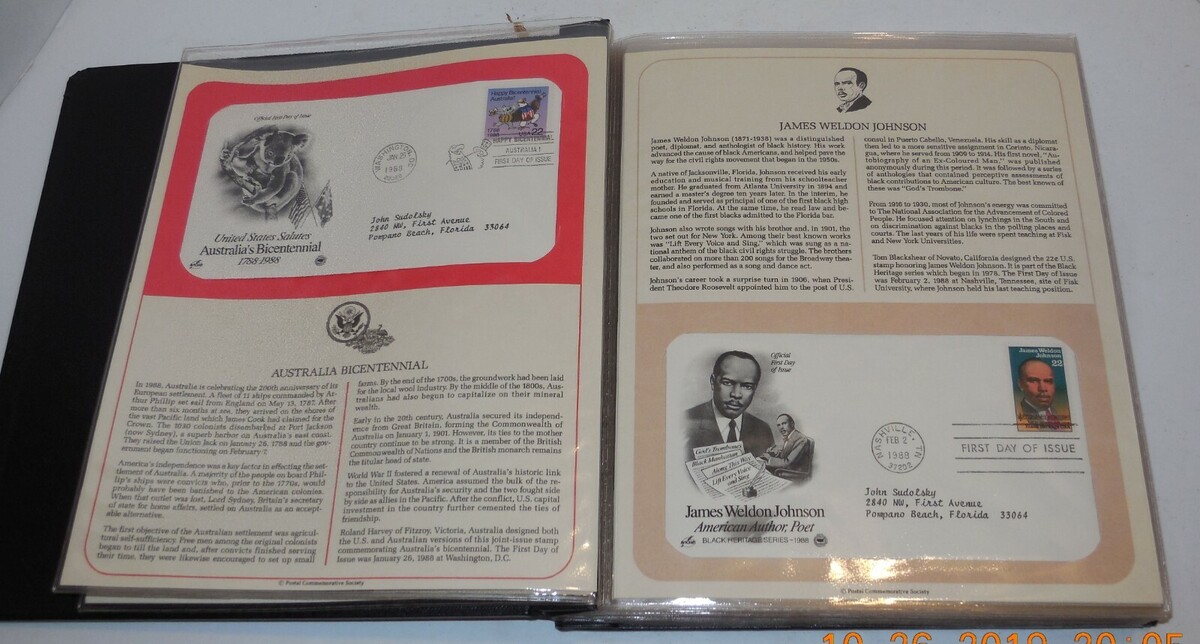 Official First Day of Issue
Happy Bicentennial
Australia!
1788
1988
USA 22
WASHINGTON, DC
JAN 26
1988
HAPPY BICENTENNIAL
AUSTRALIA!
FIRST DAY OF ISSUE
John Sudolsky
2840 NW, First Avenue
Pompano Beach, Florida 33064
United States Salutes
Australia's Bicentennial
1788-1988
AUSTRALIA BICENTENNIAL
In 1988, Australia is celebrating the 200th anniversary of its
European settlement. A fleet of 11 ships commanded by Ar-
thur Phillip set sail from England on May 13, 1787. After
more than six months at sea, they arrived on the shores of
the vast Pacific land which James Cook had claimed for the
Crown. The 1030 colonists disembarked at Port Jackson
(now Sydney), a superb harbor on Australia's east coast.
They raised the Union Jack on January 26, 1788 and the gov-
ernment began functioning on February 7.
America's independence was a key factor in effecting the set-
tlement of Australia. A majority of the people on board Phil-
lip's ships were convicts who, prior to the 1770s, would
probably have been banished to the American colonies.
When that outlet was lost, Lord Sydney, Britain's secretary
of state for home affairs, settled on Australia as an accept-
able alternative.
The first objective of the Australian settlement was agricul-
tural self-sufficiency. Free men among the original colonists
began to till the land and, after convicts finished serving
their time, they were likewise encouraged to set up small
farms. By the end of the 1700s, the groundwork had been laid
for the local wool industry. By the middle of the 1800s, Aus-
tralians had also begun to capitalize on their mineral
wealth.
Early in the 20th century, Australia secured its independ-
ence from Great Britain, forming the Commonwealth of
Australia on January 1, 1901. However, its ties to the mother
country continue to be strong. It is a member of the British
Commonwealth of Nations and the British monarch remains
the titular head of state.
World War II fostered a renewal of Australia's historic link
to the United States. America assumed the bulk of the re-
sponsibility for Australia's security and the two fought side
by side as allies in the Pacific. After the conflict, U.S. capital
investment in the country further cemented the ties of
friendship.
Roland Harvey of Fitzroy, Victoria, Australia designed both
the U.S. and Australian versions of this joint-issue stamp
commemorating Australia's bicentennial. The First Day of
Issue was January 26, 1988 at Washington, D.C.
© Postal Commemorative Society
JAMES WELDON JOHNSON
James Weldon Johnson (1871-1938) was a distinguished
poet, diplomat, and anthologist of black history. His work
advanced the cause of black Americans, and helped pave the
way for the civil rights movement that began in the 1950s.
A native of Jacksonville, Florida, Johnson received his early
education and musical training from his schoolteacher
mother. He graduated from Atlanta University in 1894 and
earned a master's degree ten years later. In the interim, he
founded and served as principal of one of the first black high
schools in Florida. At the same time, he read law and be-
came one of the first blacks admitted to the Florida bar.
Johnson also wrote songs with his brother and, in 1901, the
two set out for New York. Among their best known works
was "Lift Every Voice and Sing," which was sung as a na-
tional anthem of the black civil rights struggle. The brothers
collaborated on more than 200 songs for the Broadway thea-
ter, and also performed as a song and dance act.
Johnson's career took a surprise turn in 1906, when Presi-
dent Theodore Roosevelt appointed him to the post of U.S.
consul in Puerto Cabello, Venezuela. His skill as a diplomat
then led to a more sensitive assignment in Corinto, Nicara-
gua, where he served from 1909 to 1914. His first novel, "Au-
tobiography of an Ex-Coloured Man," was published
anonymously during this period. It was followed by a series
of anthologies that contained perceptive assessments of
black contributions to American culture. The best known of
these was "God's Trombone."
From 1915 to 1930, most of Johnson's energy was committed
to The National Association for the Advancement of Colored
People. He focused attention on lynchings in the South and
on discrimination against blacks in the polling places and
courts. The last years of his life were spent teaching at Fisk
and New York Universities.
Tom Blackshear of Novato, California designed the 22¢ U.S.
stamp honoring James Weldon Johnson. It is part of the Black
Heritage series which began in 1978. The First Day of Issue
was February 2, 1988 at Nashville, Tennessee, site of Fisk
University, where Johnson held his last teaching position.
Official
First Day
of Issue
God's Trombones
Black Manhattan
Along This Way
Lift Every Voice
and Sing
James Weldon Johnson
American Author, Poet
BLACK HERITAGE SERIES - 1988
James Weldon
Johnson
22
NASHVILLE,
FEB 2
1988
37202
FIRST DAY OF ISSUE
John Sudolsky
2840 NW, First Avenue
Pompano Beach, Florida 33064
© Postal Commemorative Society
10 26 2019 20:05